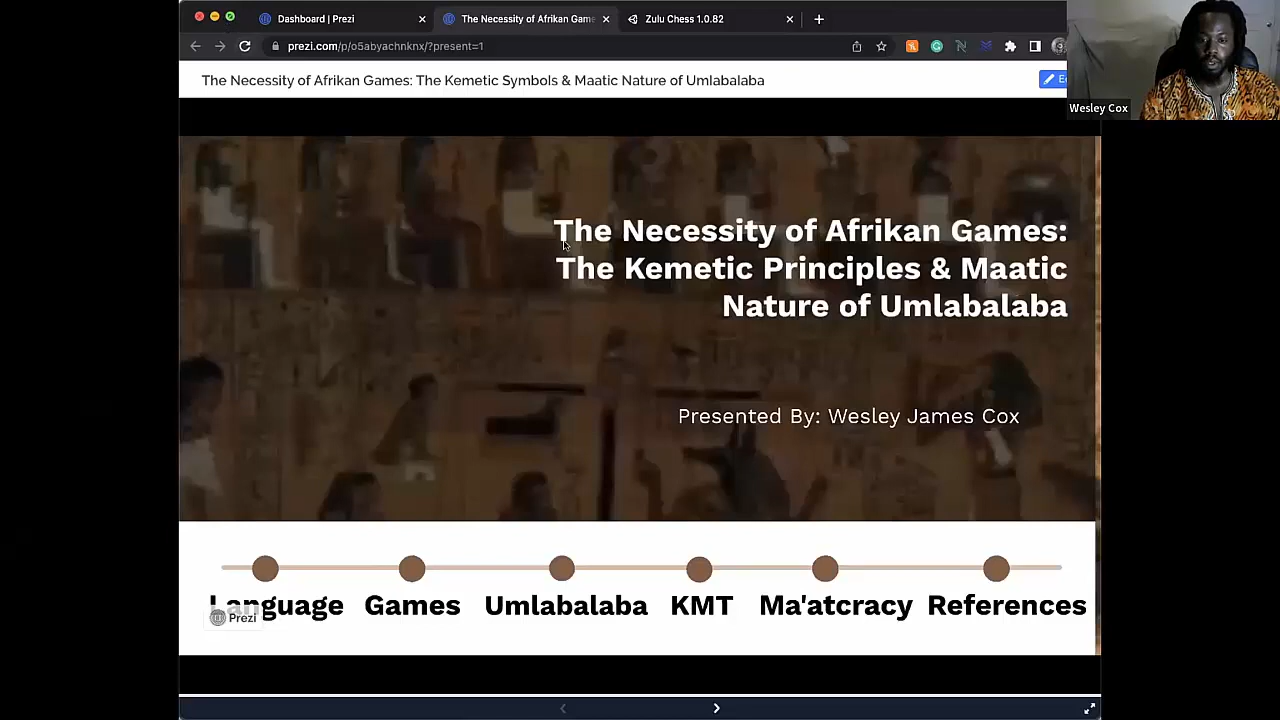 Dashboard | Prezi
The Necessity of Afrikan Game
Zulu Chess 1.0.82
prezi.com/p/o5abyachnknx/?present=1
The Necessity of Afrikan Games: The Kemetic Symbols & Maatic Nature of Umlabalaba
Wesley Cox
The Necessity of Afrikan Games:
The Kemetic Principles & Maatic
Nature of Umlabalaba
Presented By: Wesley James Cox
Language Games Umlabalaba KMT Ma'atcracy References
Prezi